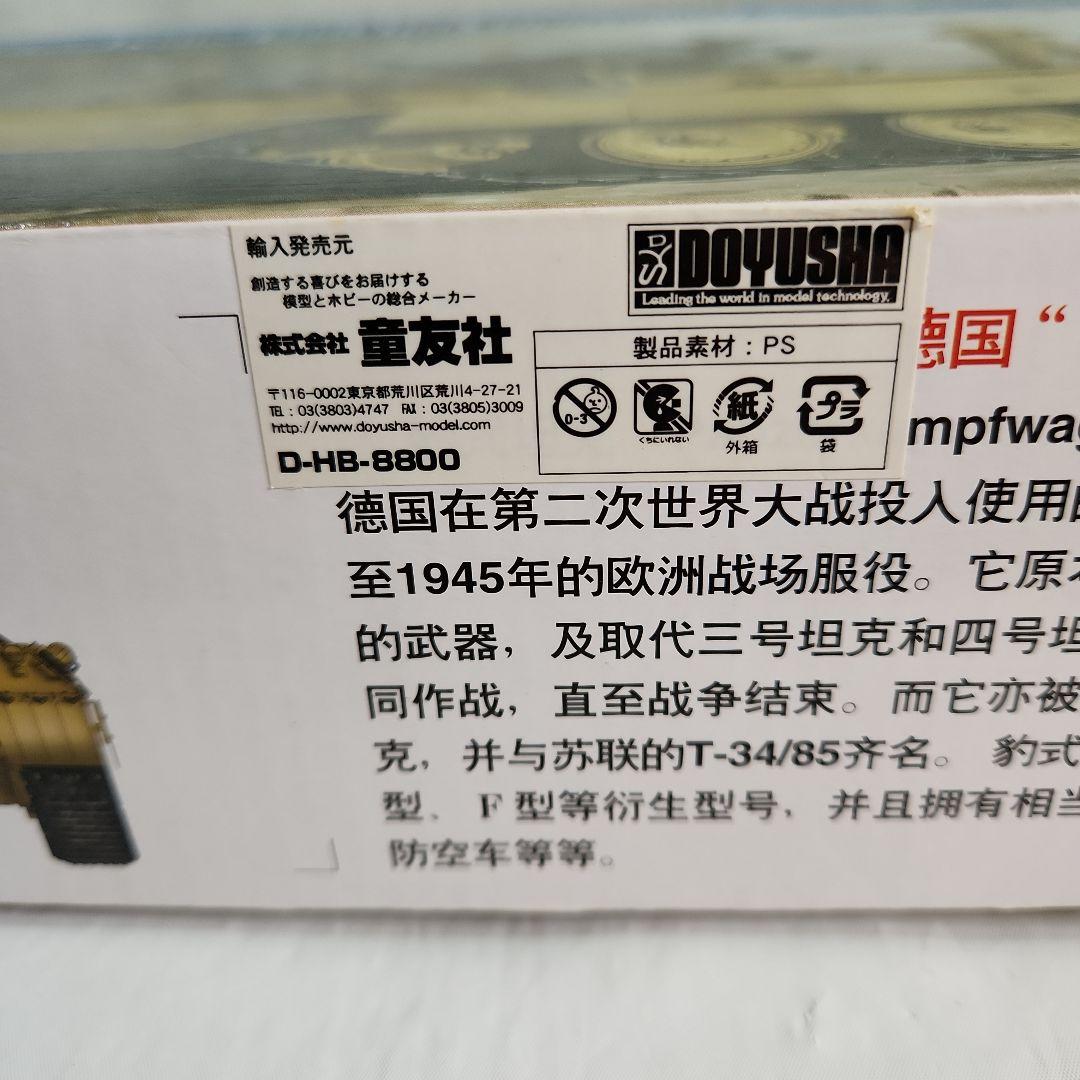 輸入発売元
創造する喜びをお届けする
模型とホビーの総合メーカー
株式会社 童友社
〒116-0002東京都荒川区荒川4-27-21
TEL：03(3803)4747 FAX：03(3805)3009
http://www.doyusha-model.com
D-HB-8800
SYD DOYUSHA
Leading the world in model technology.
製品素材：PS
0-3
くちにいれない
紙
外箱
プラ
袋
德国“
mpfwag
德国在第二次世界大战投入使用的
至1945年的欧洲战场服役。它原本
的武器，及取代三号坦克和四号坦
同作战，直至战争结束。而它亦被
克，并与苏联的T-34/85齐名。 豹式
型、F型等衍生型号，并且拥有相当
防空车等等。